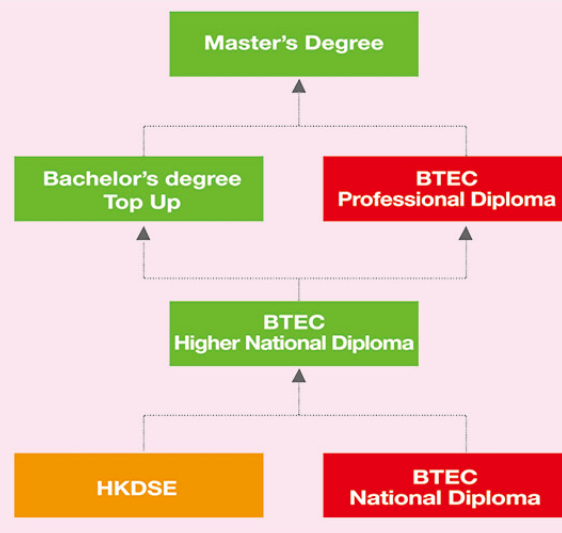 Master's Degree
Bachelor's degree
Top Up
BTEC
Professional Diploma
BTEC
Higher National Diploma
HKDSE
BTEC
National Diploma